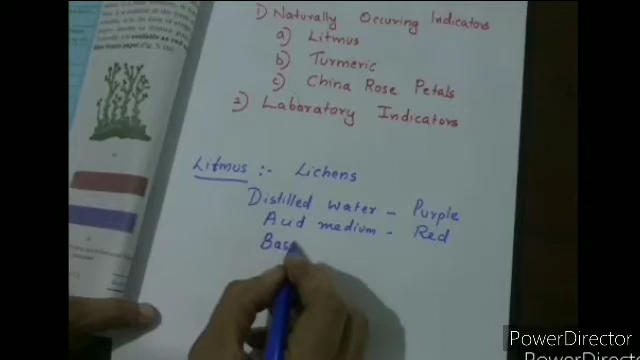 1) Naturally Occuring Indicators
a) Litmus
b) Turmeric
c) China Rose Petals
2) Laboratory Indicators
Litmus :- Lichens
Distilled water - Purple
Acid medium - Red
Bas
PowerDirector
PowerDirector